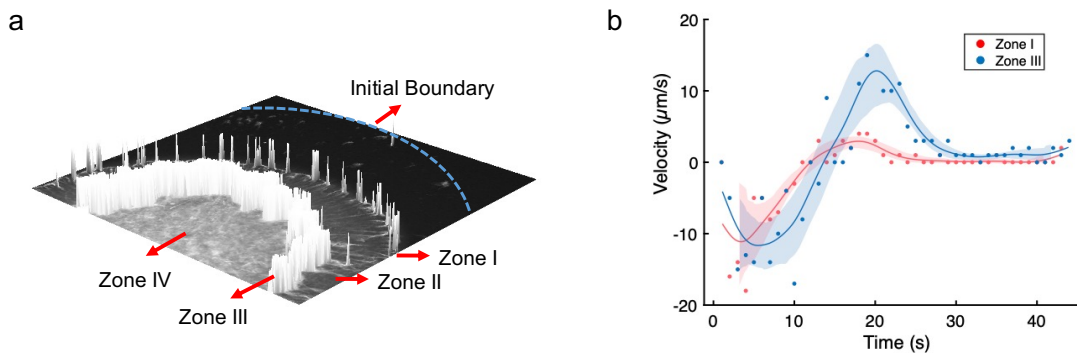 a
Initial Boundary
Zone I
Zone II
Zone III
Zone IV
b
20
10
0
-10
-20
Velocity (μm/s)
0
10
20
30
40
Time (s)
Zone I
Zone III